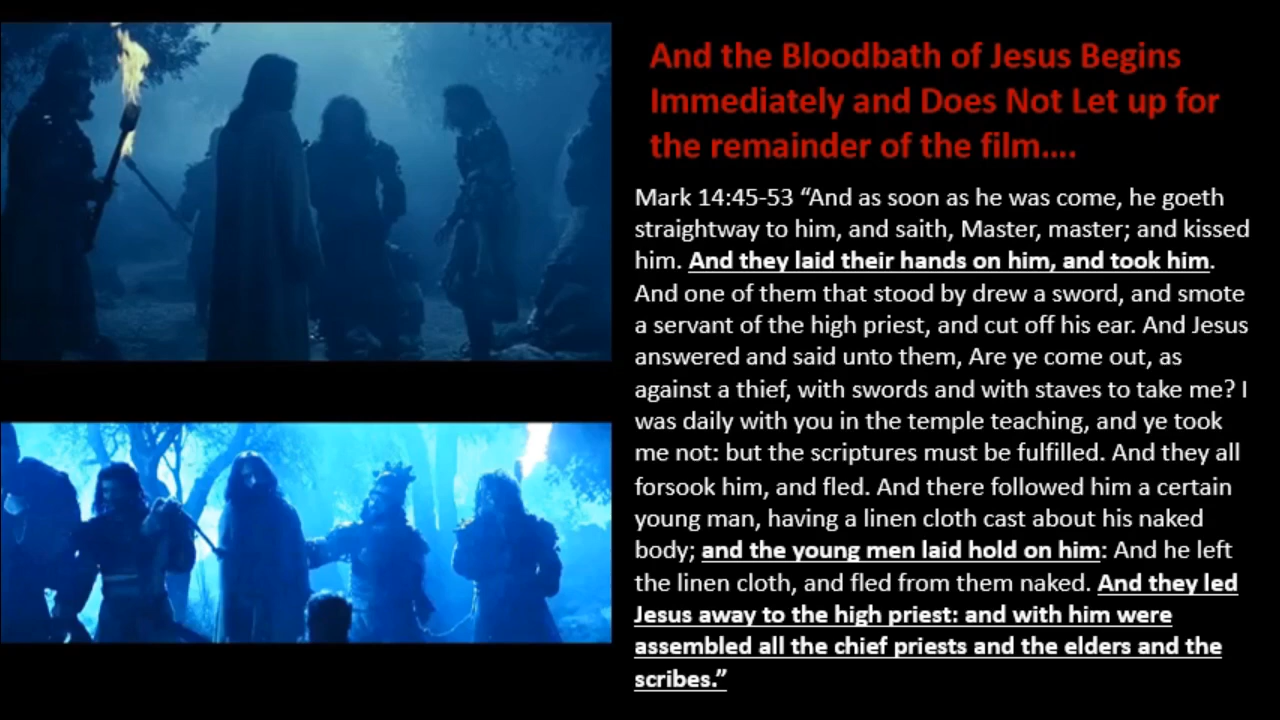 And the Bloodbath of Jesus Begins
Immediately and Does Not Let up for
the remainder of the film….
Mark 14:45-53 “And as soon as he was come, he goeth
straightway to him, and saith, Master, master; and kissed
him. And they laid their hands on him, and took him.
And one of them that stood by drew a sword, and smote
a servant of the high priest, and cut off his ear. And Jesus
answered and said unto them, Are ye come out, as
against a thief, with swords and with staves to take me? I
was daily with you in the temple teaching, and ye took
me not: but the scriptures must be fulfilled. And they all
forsook him, and fled. And there followed him a certain
young man, having a linen cloth cast about his naked
body; and the young men laid hold on him: And he left
the linen cloth, and fled from them naked. And they led
Jesus away to the high priest: and with him were
assembled all the chief priests and the elders and the
scribes.”